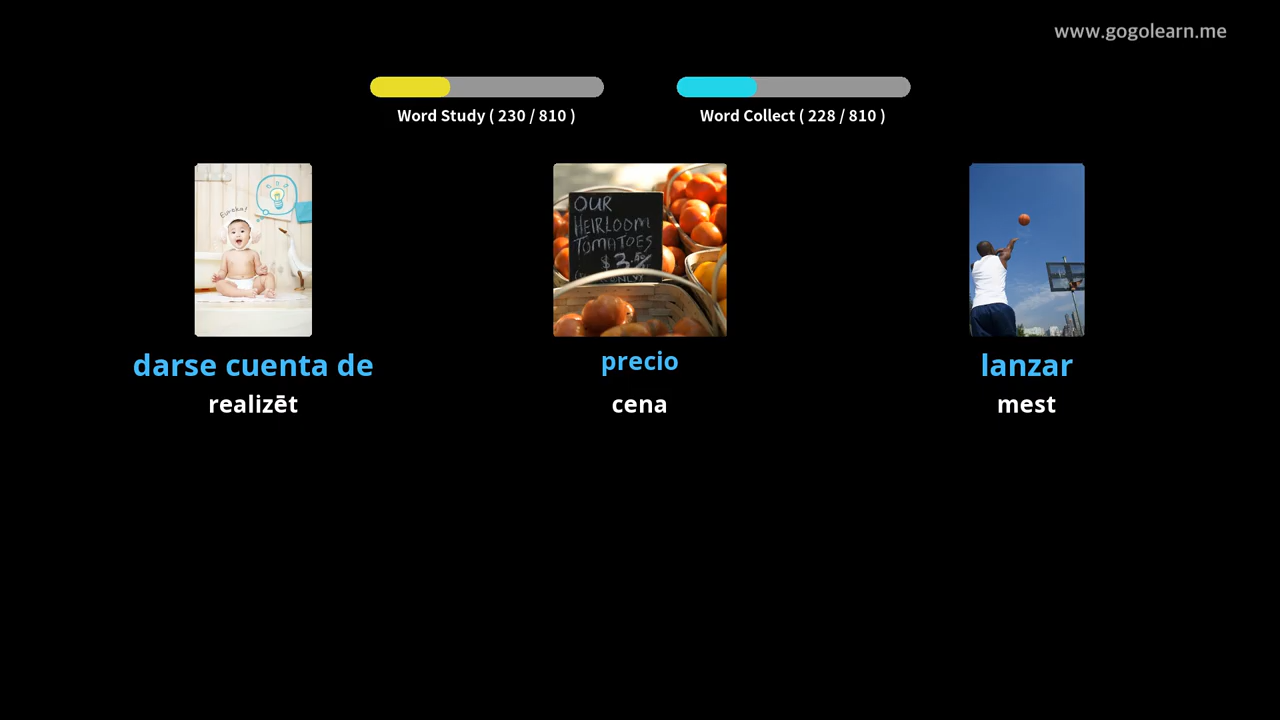 www.gogolearn.me
Word Study ( 230 / 810 )
Word Collect ( 228 / 810 )
Eureka!
OUR
HEIRLOOM
TOMATOES
darse cuenta de
precio
lanzar
realizēt
cena
mest